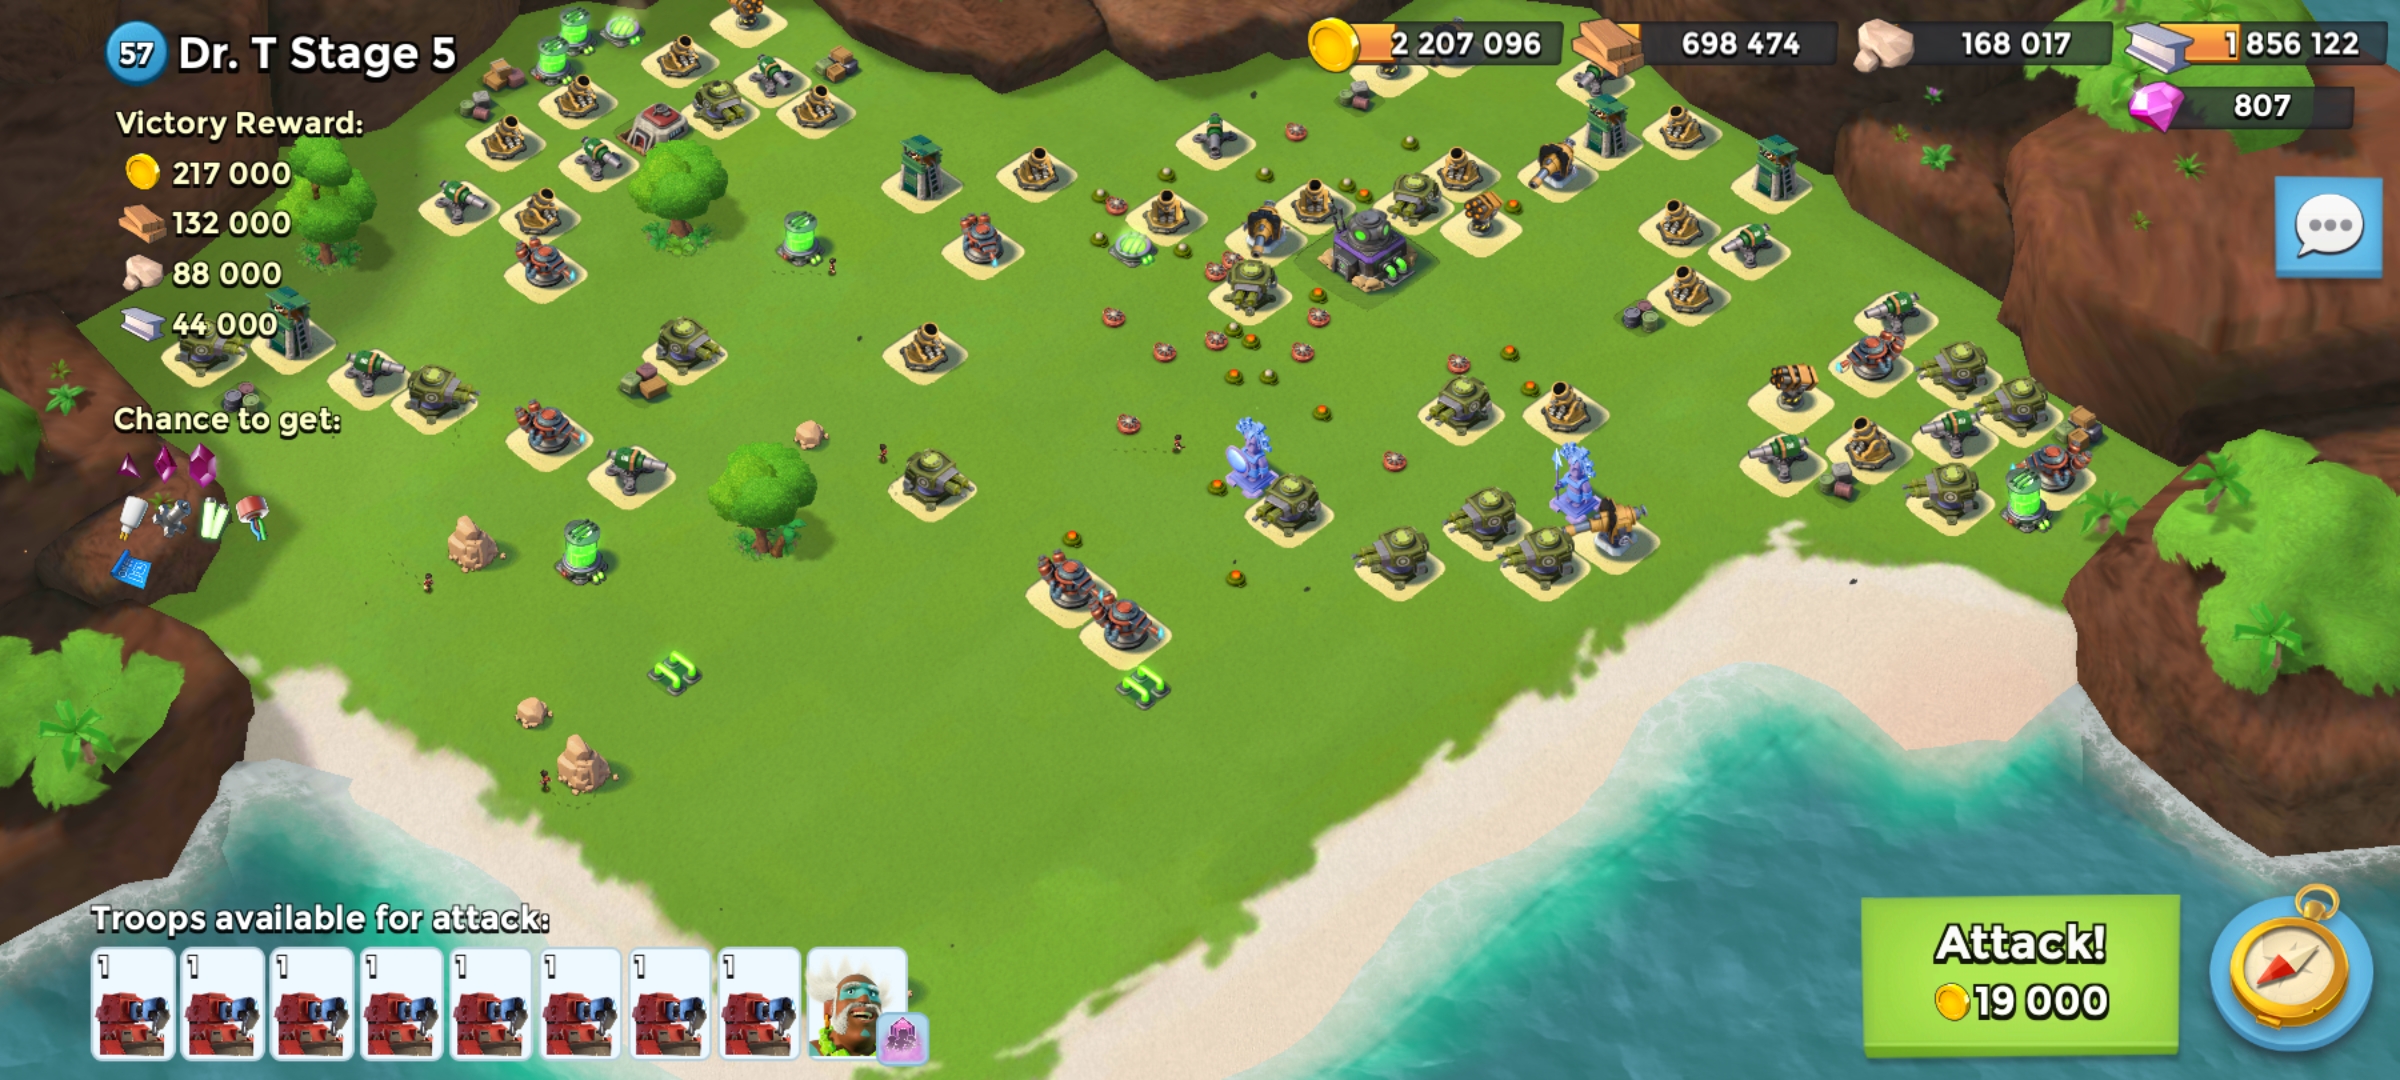 57 Dr. T Stage 5
2 207 096
698 474
168 017
1 856 122
807
Victory Reward:
217 000
132 000
88 000
44 000
Chance to get:
Troops available for attack:
1 1 1 1 1 1 1 1
Attack!
19 000